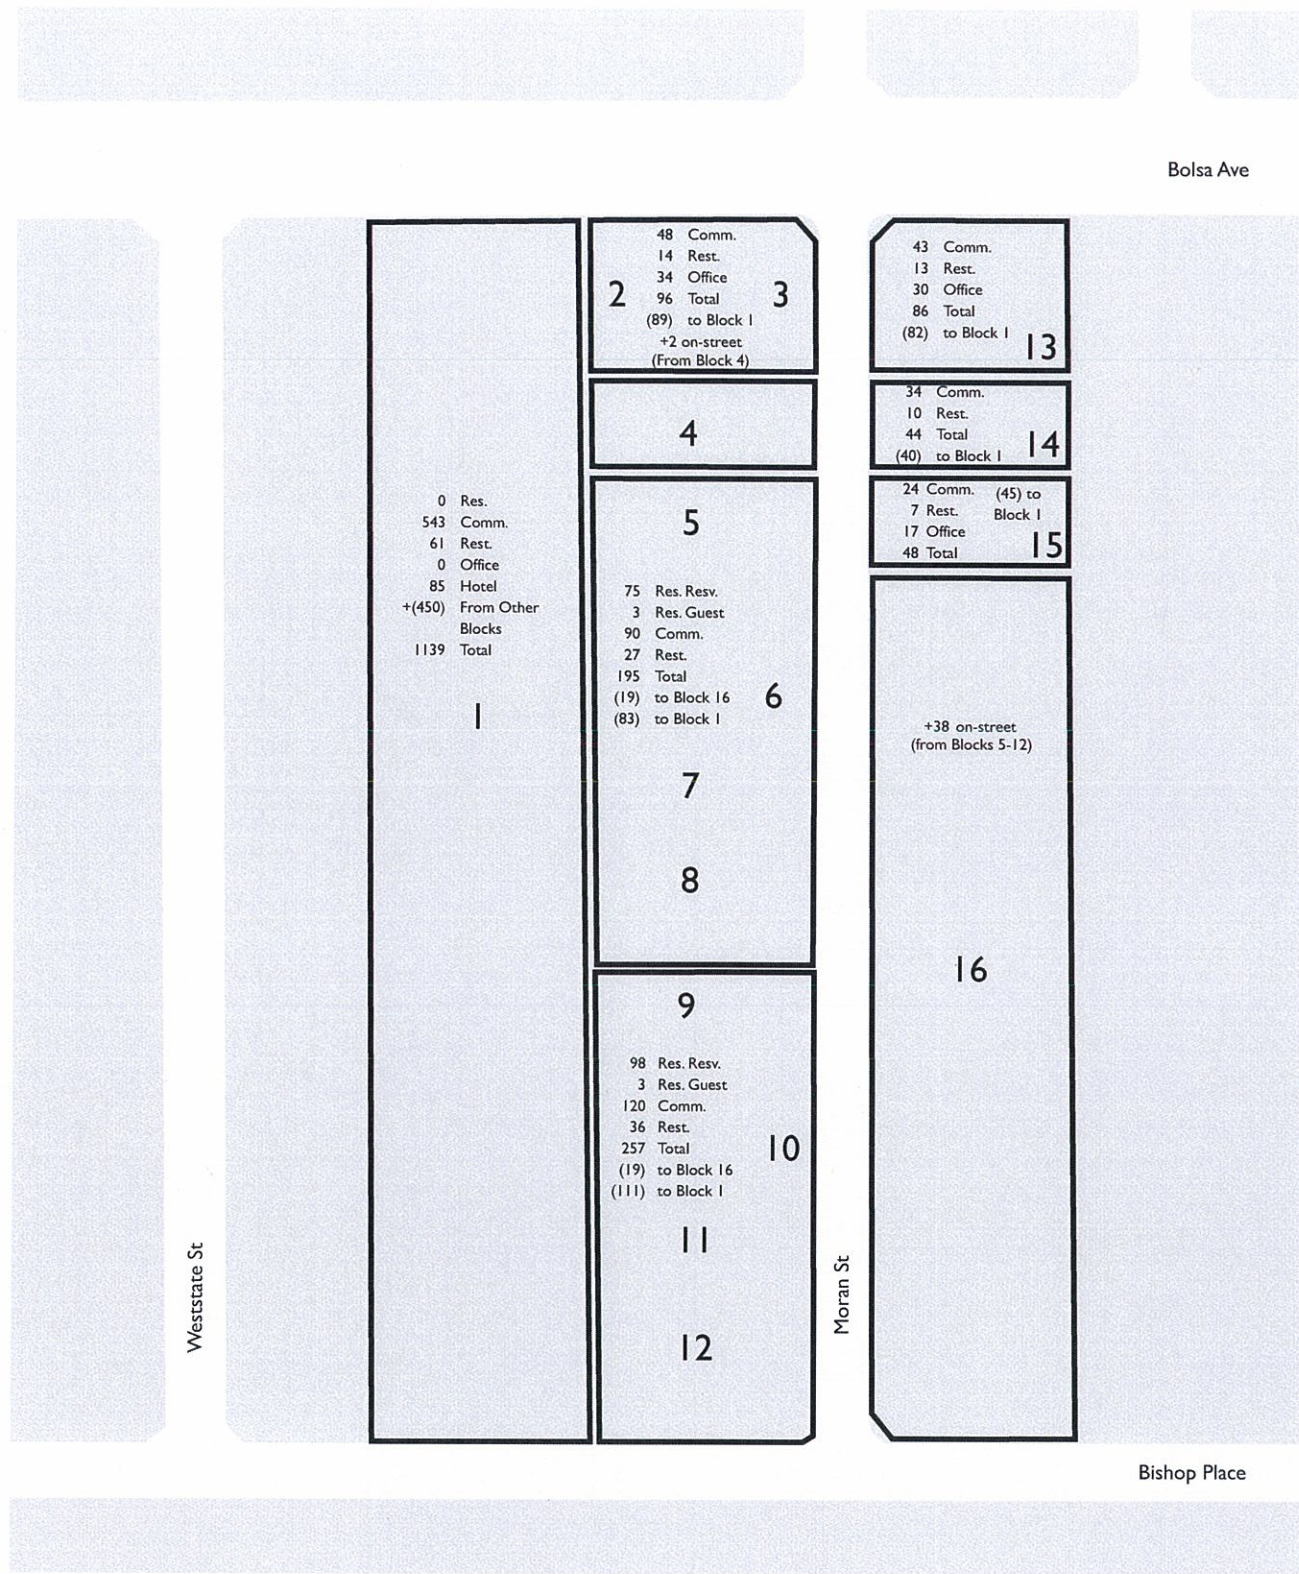 Bolsa Ave
48 Comm.
14 Rest.
34 Office
96 Total
(89) to Block 1
+2 on-street
(From Block 4)
2
3
43 Comm.
13 Rest.
30 Office
86 Total
(82) to Block 1
13
4
34 Comm.
10 Rest.
44 Total
(40) to Block 1
14
24 Comm.
7 Rest.
17 Office
48 Total
(45) to
Block 1
15
0 Res.
543 Comm.
61 Rest.
0 Office
85 Hotel
+(450) From Other
Blocks
1139 Total
1
5
75 Res. Resv.
3 Res. Guest
90 Comm.
27 Rest.
195 Total
(19) to Block 16
(83) to Block 1
6
7
8
+38 on-street
(from Blocks 5-12)
16
9
98 Res. Resv.
3 Res. Guest
120 Comm.
36 Rest.
257 Total
(19) to Block 16
(111) to Block 1
10
11
12
Weststate St
Moran St
Bishop Place